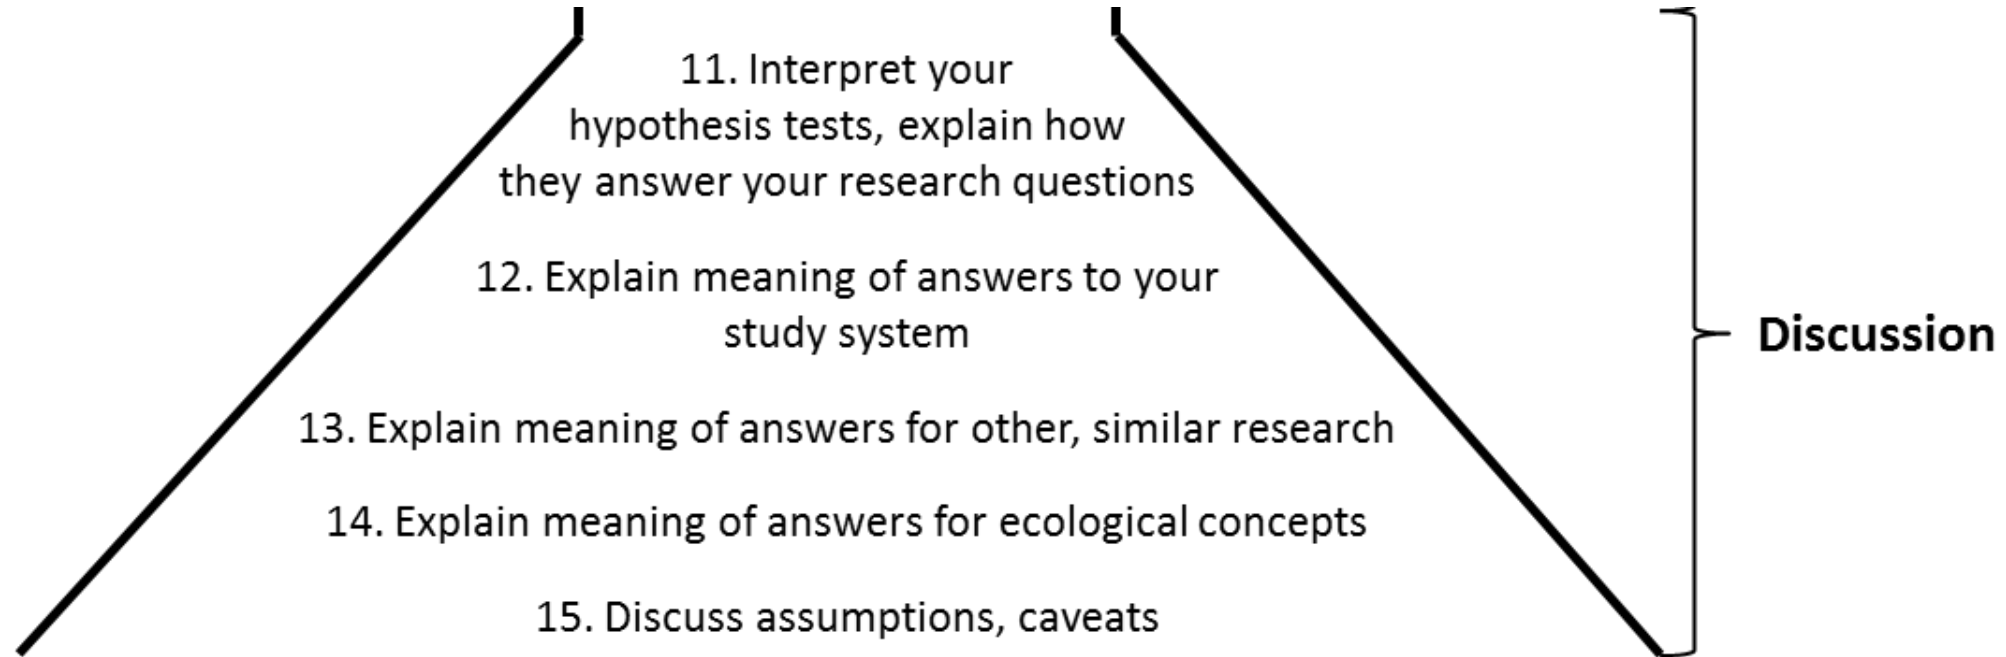 11. Interpret your
hypothesis tests, explain how
they answer your research questions
12. Explain meaning of answers to your
study system
13. Explain meaning of answers for other, similar research
14. Explain meaning of answers for ecological concepts
15. Discuss assumptions, caveats
Discussion